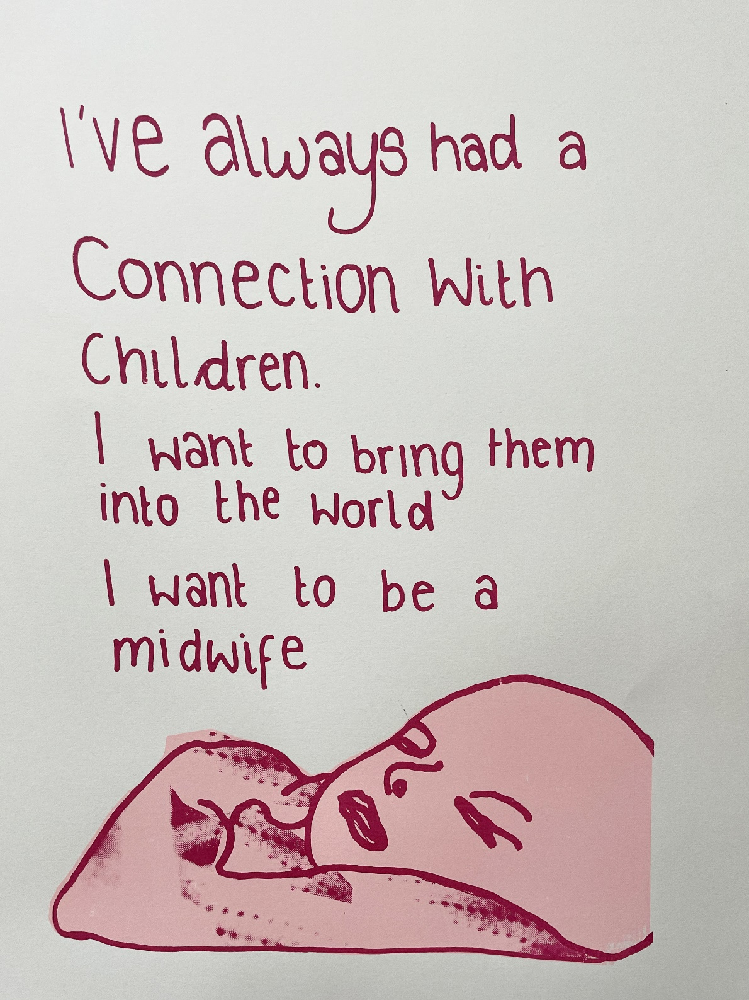 I've always had a
Connection With
Children.
I want to bring them
into the world
I want to be a
midwife